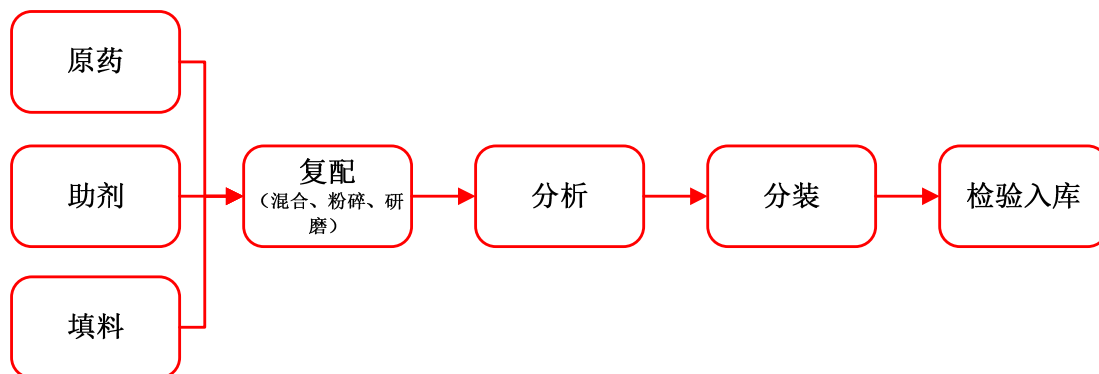 原药
助剂
填料
复配
（混合、粉碎、研
磨）
分析
分装
检验入库